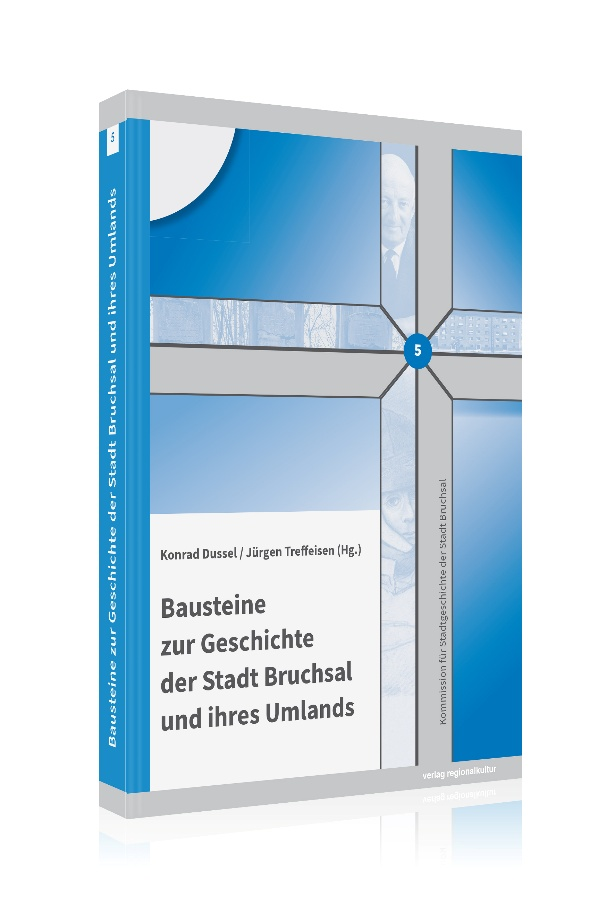 5
Bausteine zur Geschichte der Stadt Bruchsal und ihres Umlands
5
Konrad Dussel / Jürgen Treffeisen (Hg.)
Bausteine
zur Geschichte
der Stadt Bruchsal
und ihres Umlands
Kommission für Stadtgeschichte der Stadt Bruchsal
verlag regionalkultur